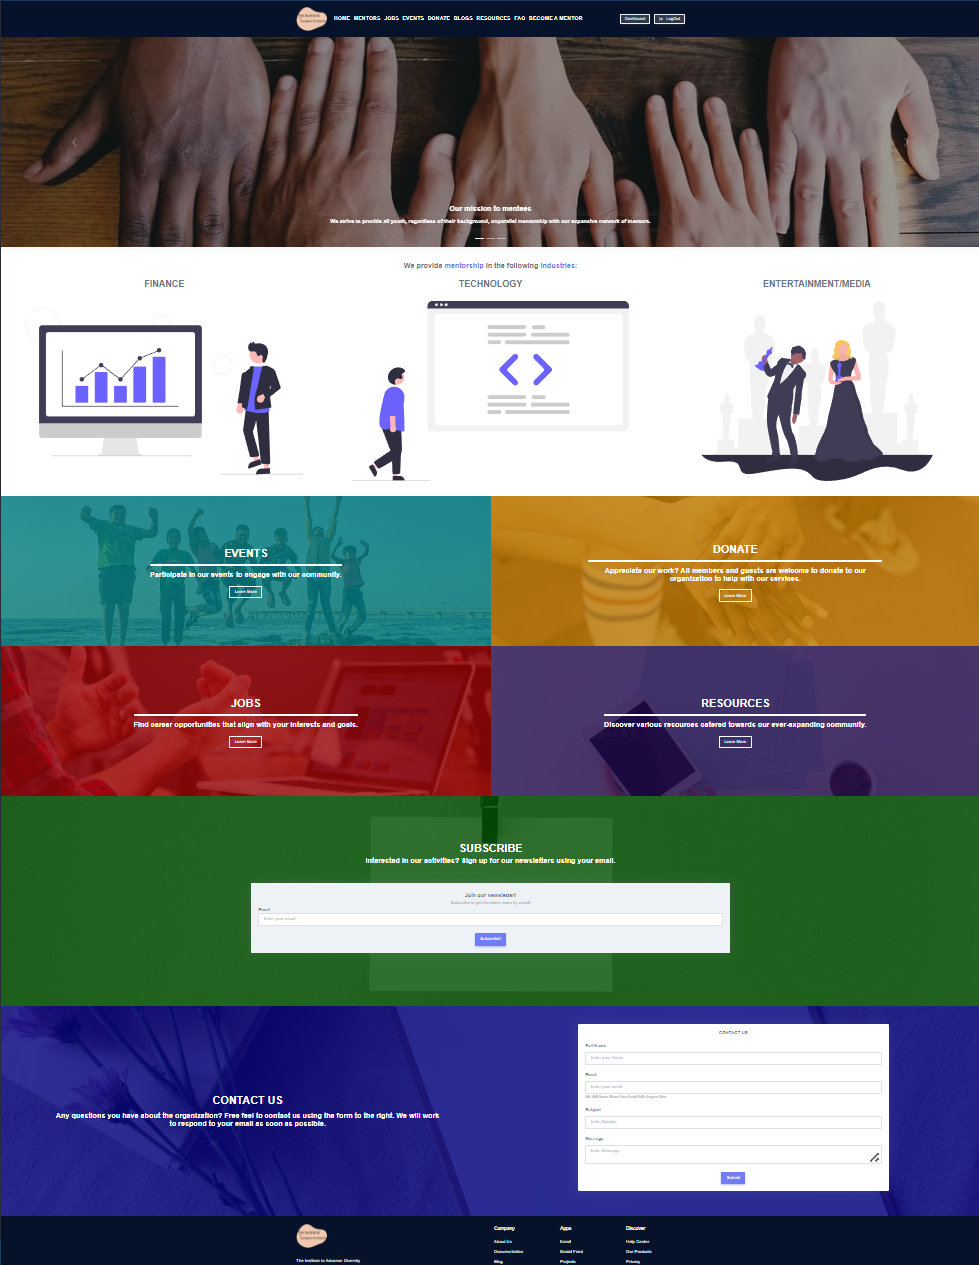 HOME MENTORS JOBS EVENTS DONATE BLOGS RESOURCES FAQ BECOME A MENTOR
Dashboard
LogOut
Our mission to mentees
We strive to provide all youth, regardless of their background, unparallel mentorship with our expansive network of mentors.
We provide mentorship in the following industries:
FINANCE
TECHNOLOGY
ENTERTAINMENT/MEDIA
EVENTS
Participate in our events to engage with our community.
Learn More
DONATE
Appreciate our work? All members and guests are welcome to donate to our
organization to help with our services.
Learn More
JOBS
Find career opportunities that align with your interests and goals.
Learn More
RESOURCES
Discover various resources catered towards our ever-expanding community.
Learn More
SUBSCRIBE
Interested in our activities? Sign up for our newsletters using your email.
Join our newsletter!
Subscribe to get the latest news by email!
Email
Enter your email
Subscribe!
CONTACT US
Any questions you have about the organization? Free feel to contact us using the form to the right. We will work
to respond to your email as soon as possible.
CONTACT US
Full Name
Enter your Name
Email
Enter your email
We Will Never Share Your Email With Anyone Else.
Subject
Enter Subject
Message
Enter Message
Submit
The Institute to Advance Diversity
Company
About Us
Documentation
Blog
Apps
Email
Social Feed
Projects
Discover
Help Center
Our Products
Privacy